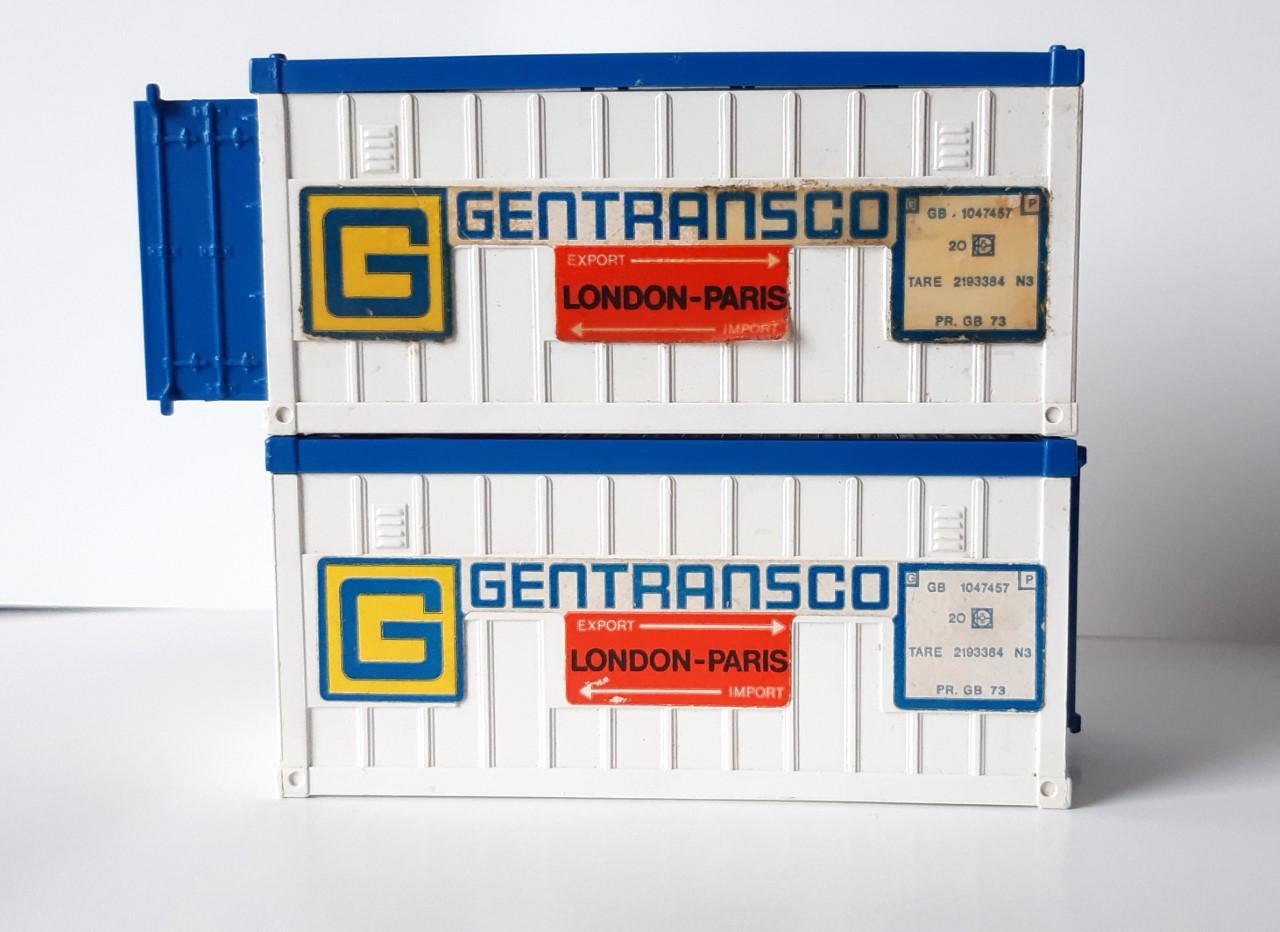 G
GENTRANSCO
EXPORT
LONDON-PARIS
IMPORT
G P
GB - 1047457
20
TARE 2193384 N3
PR. GB 73
G
GENTRANSCO
EXPORT
LONDON-PARIS
IMPORT
G P
GB 1047457
20
TARE 2193384 N3
PR. GB 73